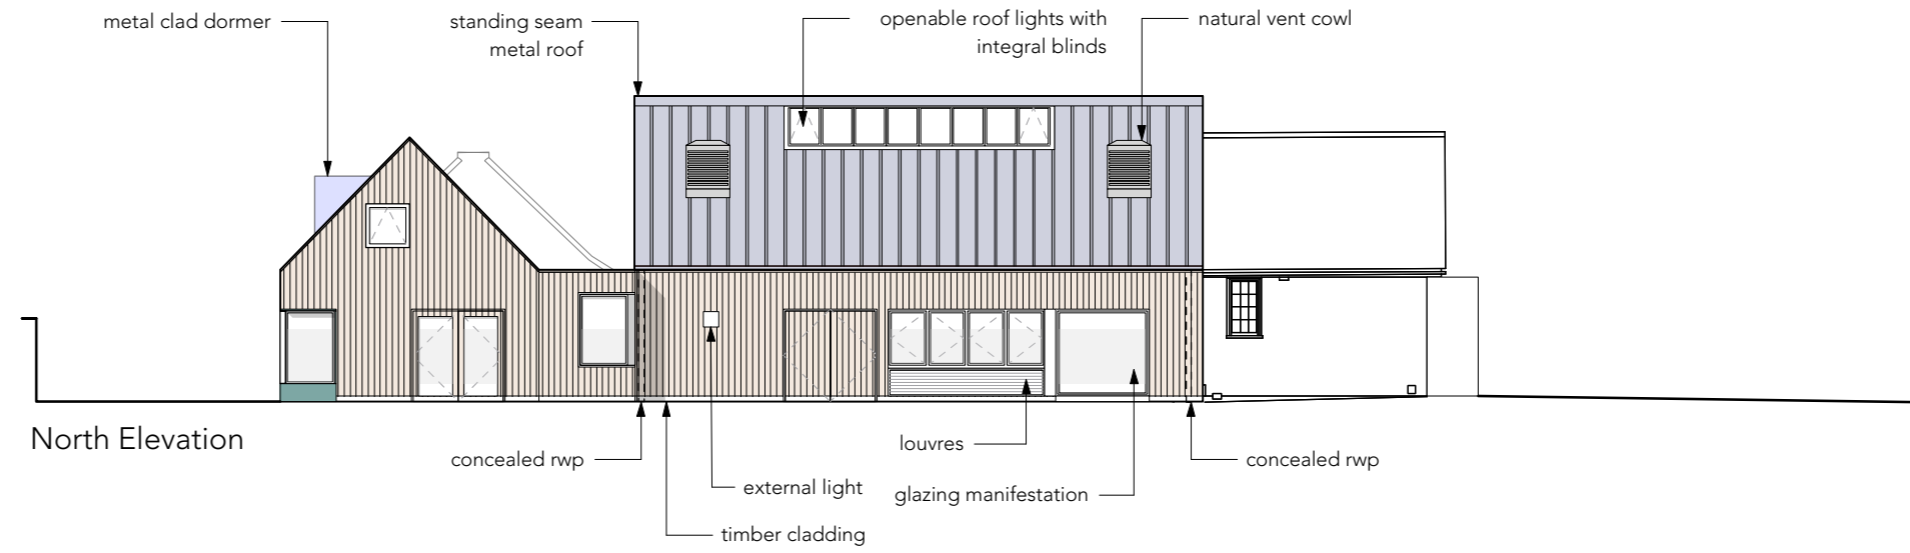 metal clad dormer
standing seam
metal roof
openable roof lights with
integral blinds
natural vent cowl
North Elevation
concealed rwp
external light
timber cladding
louvres
glazing manifestation
concealed rwp